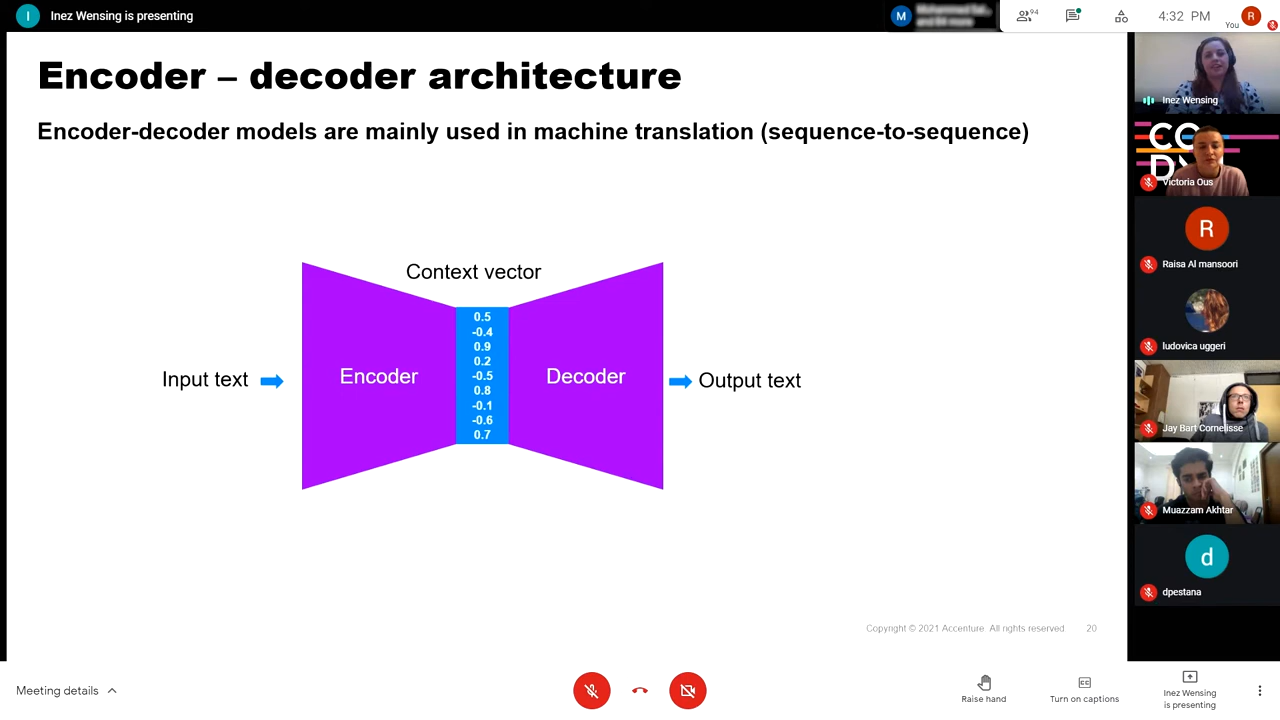 I
Inez Wensing is presenting
M
94
4:32 PM
You
R
Encoder – decoder architecture
Encoder-decoder models are mainly used in machine translation (sequence-to-sequence)
Context vector
0.5
-0.4
0.9
0.2
-0.5
0.8
-0.1
-0.6
0.7
Input text
Encoder
Decoder
Output text
Copyright © 2021 Accenture All rights reserved 20
Inez Wensing
CO
D
Victoria Ous
R
Raisa Al mansoori
ludovica uggeri
Jay Bart Cornelisse
Muazzam Akhtar
d
dpestana
Meeting details
Raise hand
CC
Turn on captions
Inez Wensing
is presenting